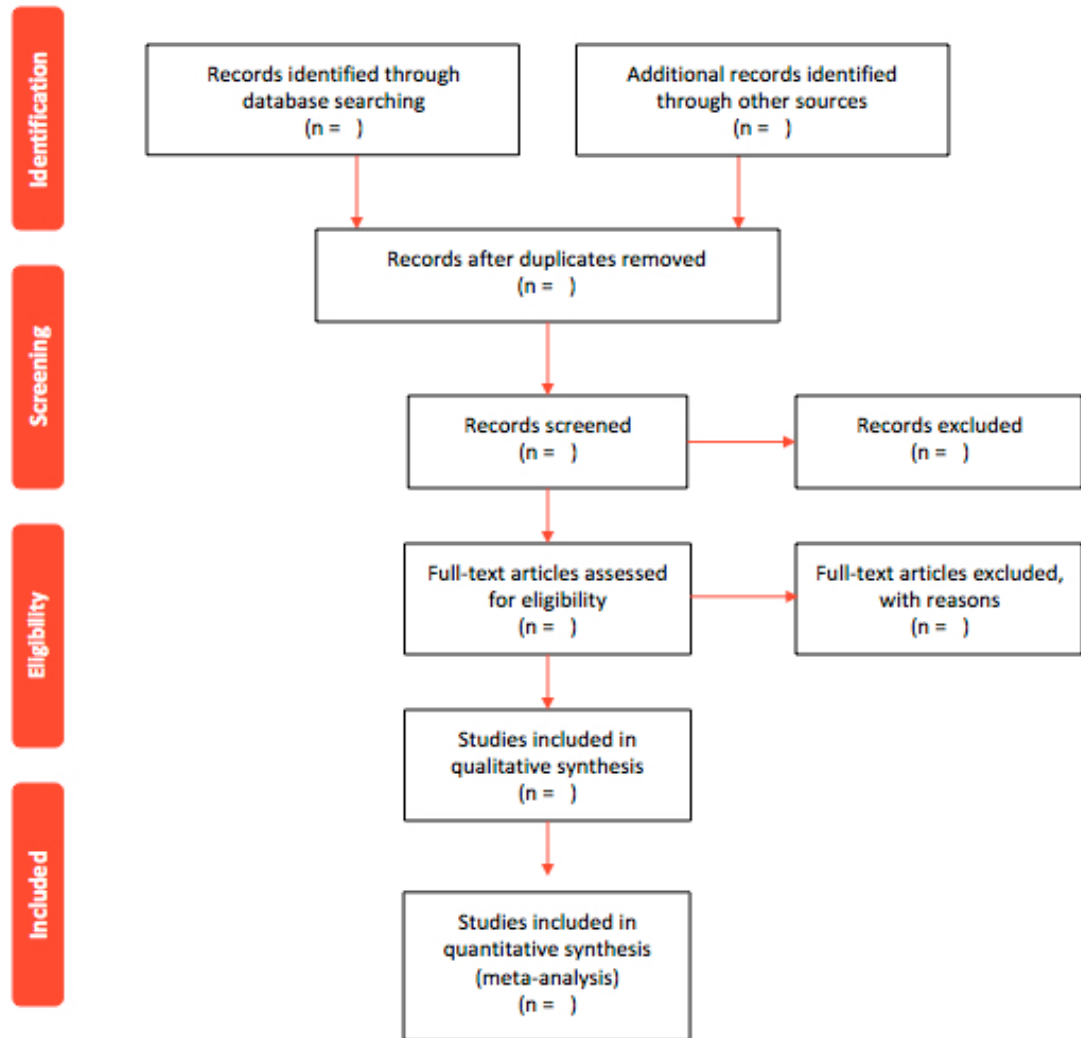 Identification
Records identified through
database searching
(n =   )
Additional records identified
through other sources
(n =   )
Records after duplicates removed
(n =   )
Screening
Records screened
(n =   )
Records excluded
(n =   )
Eligibility
Full-text articles assessed
for eligibility
(n =   )
Full-text articles excluded,
with reasons
(n =   )
Studies included in
qualitative synthesis
(n =   )
Included
Studies included in
quantitative synthesis
(meta-analysis)
(n =   )